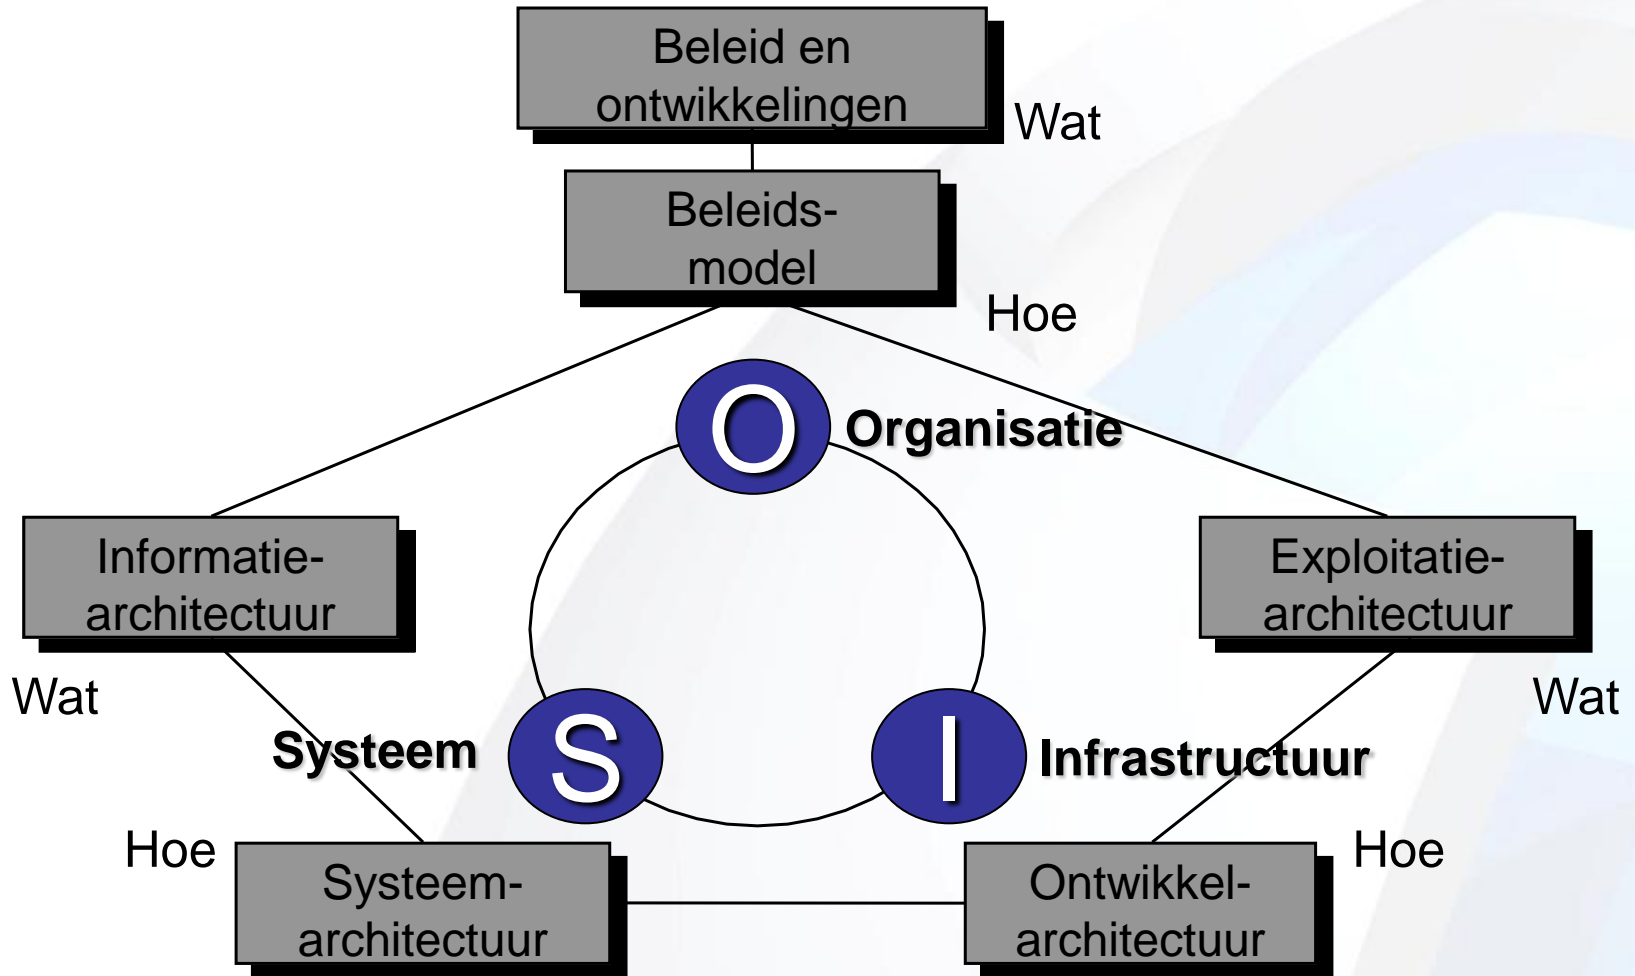 Beleid en
ontwikkelingen
Wat
Beleids-
model
Hoe
O
Organisatie
Informatie-
architectuur
Exploitatie-
architectuur
Wat
Wat
Systeem
S
I
Infrastructuur
Hoe
Hoe
Systeem-
architectuur
Ontwikkel-
architectuur